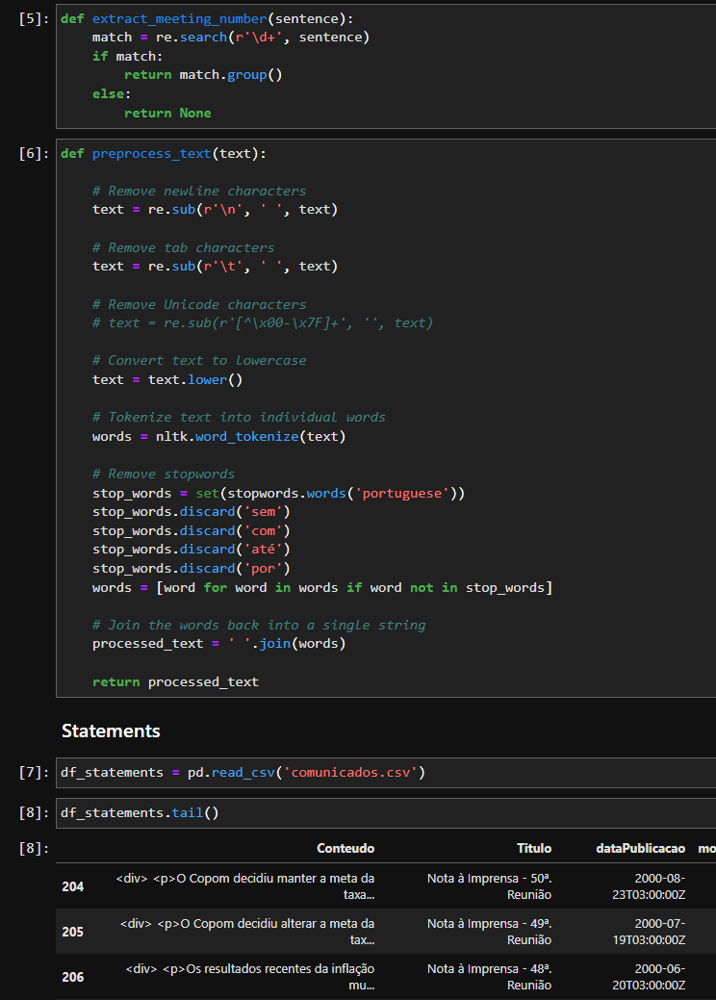 [5]: def extract_meeting_number(sentence):
    match = re.search(r'\d+', sentence)
    if match:
        return match.group()
    else:
        return None
[6]: def preprocess_text(text):
    # Remove newline characters
    text = re.sub(r'\n', ' ', text)
    # Remove tab characters
    text = re.sub(r'\t', ' ', text)
    # Remove Unicode characters
    # text = re.sub(r'[^\x00-\x7F]+', '', text)
    # Convert text to lowercase
    text = text.lower()
    # Tokenize text into individual words
    words = nltk.word_tokenize(text)
    # Remove stopwords
    stop_words = set(stopwords.words('portuguese'))
    stop_words.discard('sem')
    stop_words.discard('com')
    stop_words.discard('até')
    stop_words.discard('por')
    words = [word for word in words if word not in stop_words]
    # Join the words back into a single string
    processed_text = ' '.join(words)
    return processed_text
Statements
[7]: df_statements = pd.read_csv('comunicados.csv')
[8]: df_statements.tail()
[8]: Conteudo Titulo dataPublicacao mo
204 <div> <p>O Copom decidiu manter a meta da Nota à Imprensa - 50ª. 2000-08-
taxa... Reunião 23T03:00:00Z
205 <div> <p>O Copom decidiu alterar a meta da Nota à Imprensa - 49ª. 2000-07-
tax... Reunião 19T03:00:00Z
206 <div> <p>Os resultados recentes da inflação Nota à Imprensa - 48ª. 2000-06-
mu... Reunião 20T03:00:00Z